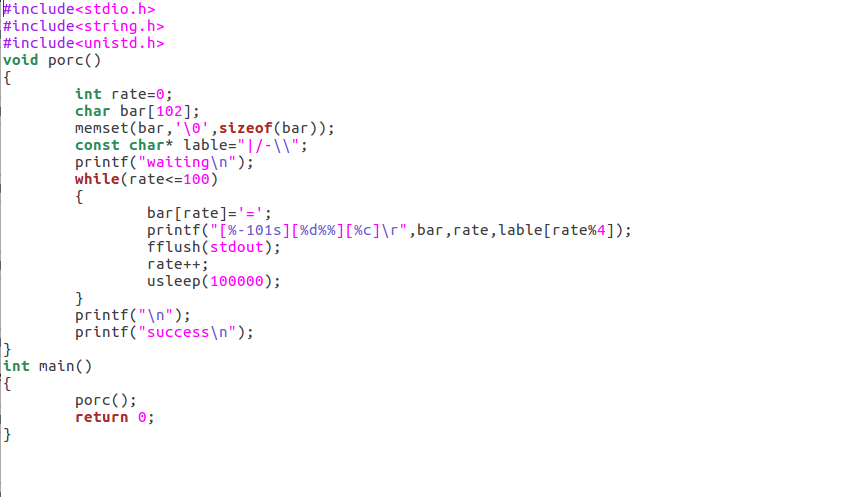 #include<stdio.h>
#include<string.h>
#include<unistd.h>
void porc()
{
        int rate=0;
        char bar[102];
        memset(bar,'\0',sizeof(bar));
        const char* lable="|/-\\";
        printf("waiting\n");
        while(rate<=100)
        {
                bar[rate]='=';
                printf("[%-101s][%d%%][%c]\r",bar,rate,lable[rate%4]);
                fflush(stdout);
                rate++;
                usleep(100000);
        }
        printf("\n");
        printf("success\n");
}
int main()
{
        porc();
        return 0;
}